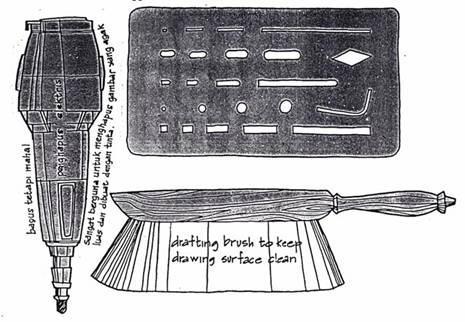 bagus tetapi mahal
penghapus elektris
sangat berguna untuk menghapus gambar yang agak
luas dan dibuat dengan tinta.
drafting brush to keep
drawing surface clean